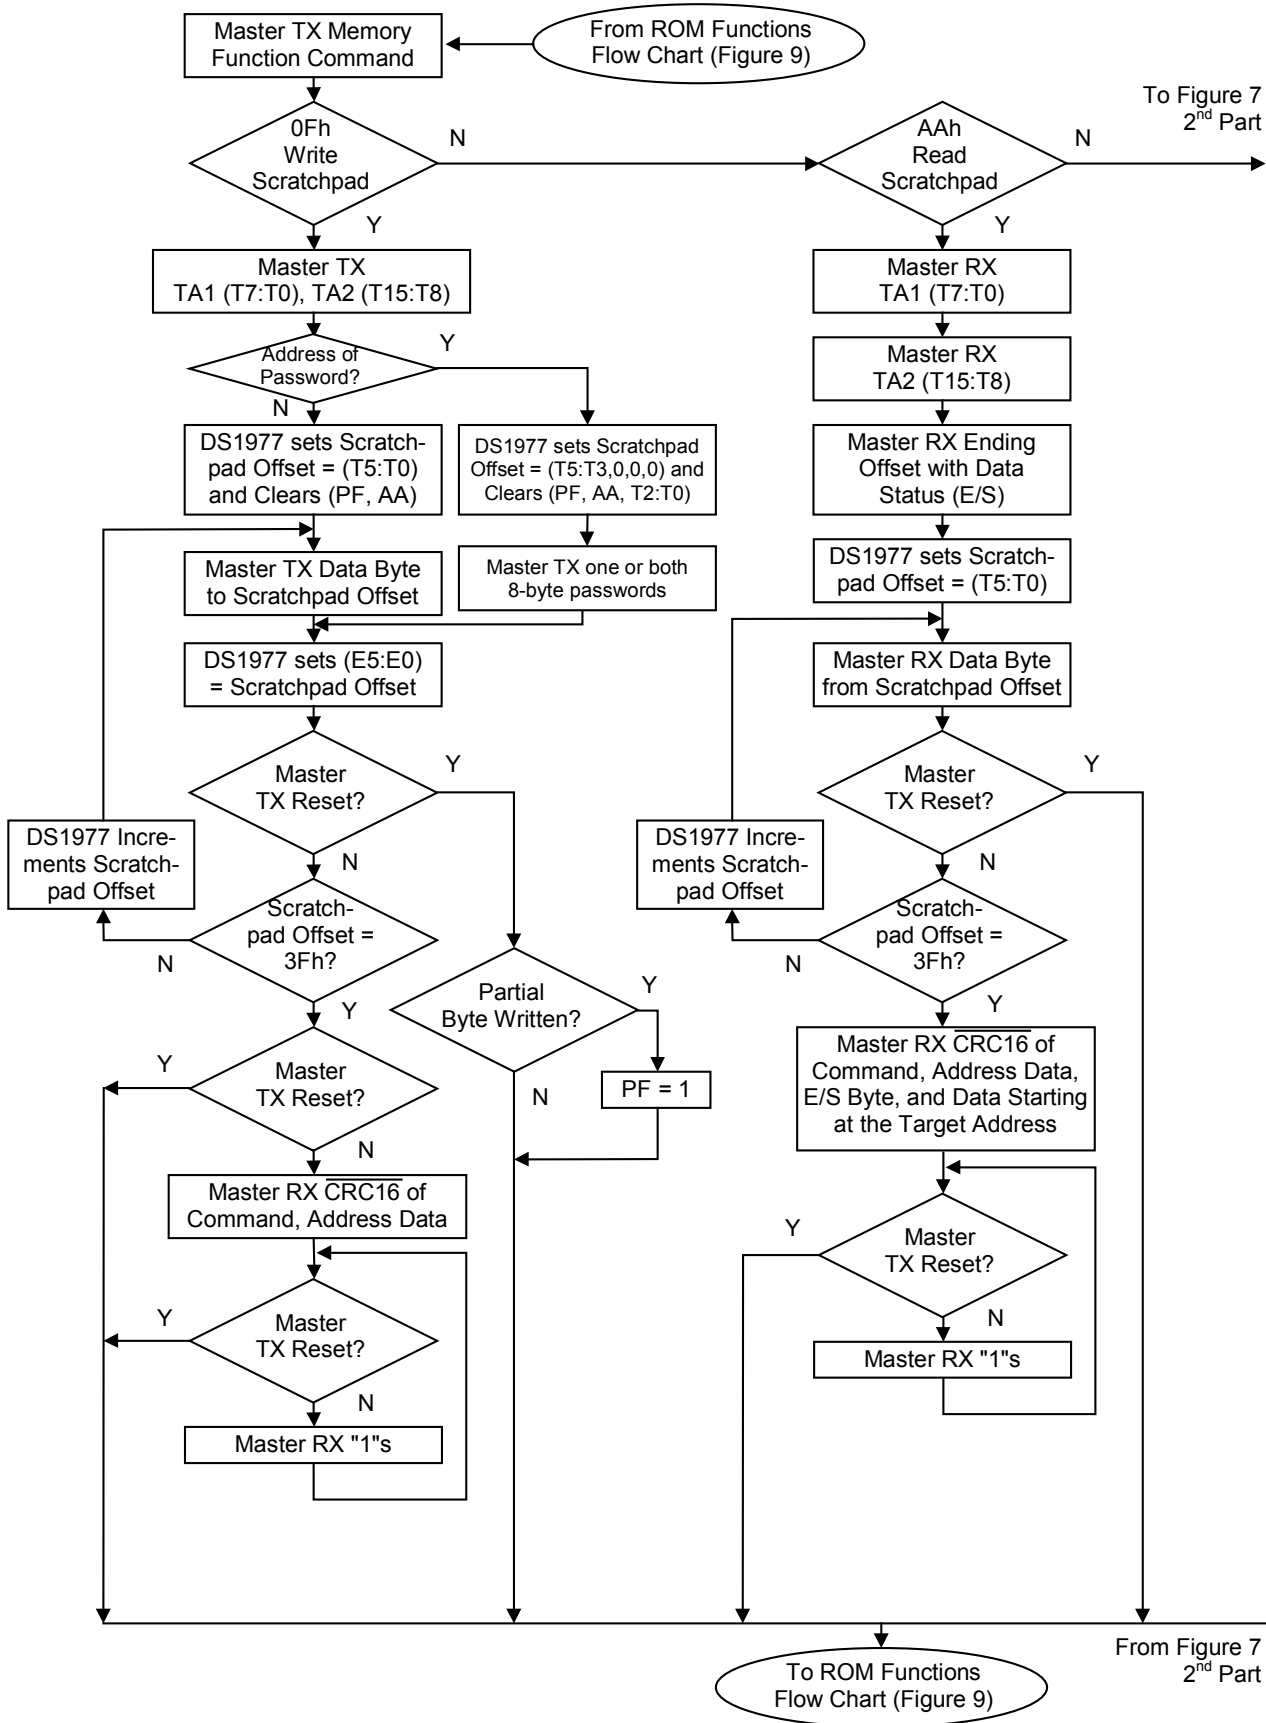 Master TX Memory
Function Command
From ROM Functions
Flow Chart (Figure 9)
To Figure 7
2nd Part
0Fh
Write
Scratchpad
N
Y
AAh
Read
Scratchpad
N
Y
Master TX
TA1 (T7:T0), TA2 (T15:T8)
Master RX
TA1 (T7:T0)
Address of
Password?
Y
N
Master RX
TA2 (T15:T8)
DS1977 sets Scratch-
pad Offset = (T5:T0)
and Clears (PF, AA)
DS1977 sets Scratchpad
Offset = (T5:T3,0,0,0) and
Clears (PF, AA, T2:T0)
Master RX Ending
Offset with Data
Status (E/S)
Master TX Data Byte
to Scratchpad Offset
Master TX one or both
8-byte passwords
DS1977 sets Scratch-
pad Offset = (T5:T0)
DS1977 sets (E5:E0)
= Scratchpad Offset
Master RX Data Byte
from Scratchpad Offset
Master
TX Reset?
Y
N
Master
TX Reset?
Y
N
DS1977 Incre-
ments Scratch-
pad Offset
DS1977 Incre-
ments Scratch-
pad Offset
Scratch-
pad Offset =
3Fh?
N
Y
Scratch-
pad Offset =
3Fh?
N
Y
Partial
Byte Written?
Y
N
PF = 1
Master
TX Reset?
Y
N
Master RX CRC16 of
Command, Address Data,
E/S Byte, and Data Starting
at the Target Address
Master RX CRC16 of
Command, Address Data
Master
TX Reset?
Y
N
Master
TX Reset?
Y
N
Master RX "1"s
Master RX "1"s
From Figure 7
2nd Part
To ROM Functions
Flow Chart (Figure 9)